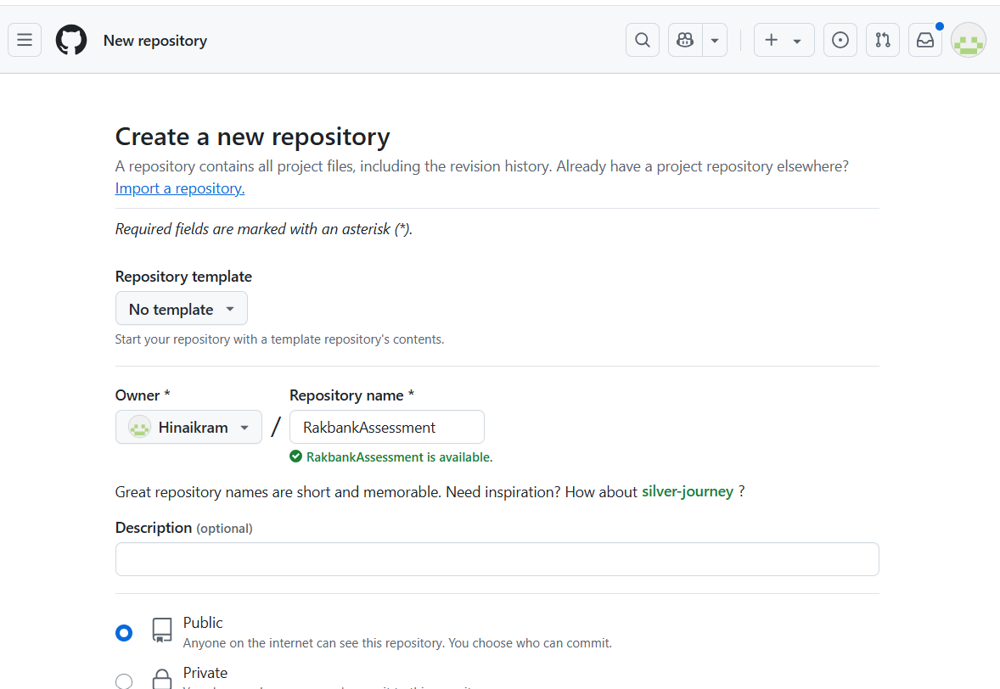 New repository
Create a new repository
A repository contains all project files, including the revision history. Already have a project repository elsewhere?
Import a repository.
Required fields are marked with an asterisk (*).
Repository template
No template
Start your repository with a template repository's contents.
Owner *
Repository name *
Hinaikram / RakbankAssessment
RakbankAssessment is available.
Great repository names are short and memorable. Need inspiration? How about silver-journey ?
Description (optional)
Public
Anyone on the internet can see this repository. You choose who can commit.
Private